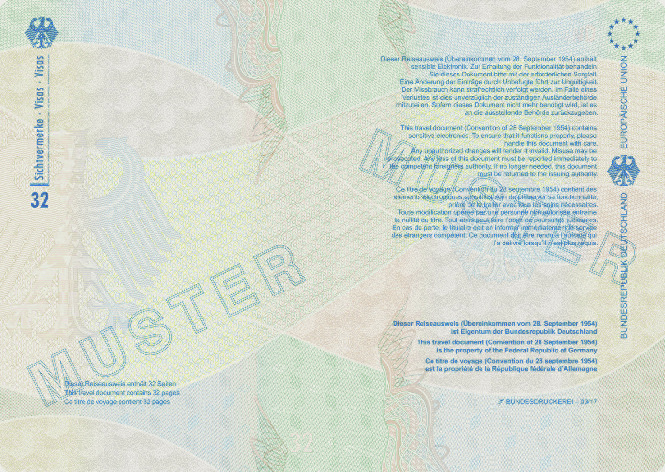 Sichtvermerke · Visas · Visas
32
MUSTER
Dieser Reiseausweis enthält 32 Seiten
This travel document contains 32 pages
Ce titre de voyage contient 32 pages
Dieser Reiseausweis (Übereinkommen vom 28. September 1954) enthält
sensible Elektronik. Zur Erhaltung der Funktionalität behandeln
Sie dieses Dokument bitte mit der erforderlichen Sorgfalt.
Eine Änderung der Einträge durch Unbefugte führt zur Ungültigkeit.
Der Missbrauch kann strafrechtlich verfolgt werden. Im Falle eines
Verlustes ist dies unverzüglich der zuständigen Ausländerbehörde
mitzuteilen. Sofern dieses Dokument nicht mehr benötigt wird, ist es
an die ausstellende Behörde zurückzugeben.
This travel document (Convention of 28 September 1954) contains
sensitive electronics. To ensure that it functions properly, please
handle this document with care.
Any unauthorized changes will render it invalid. Misuse may be
prosecuted. Any loss of this document must be reported immediately to
the competent foreigners authority. If no longer needed, this document
must be returned to the issuing authority.
Ce titre de voyage (Convention du 28 septembre 1954) contient des
prière de le traiter avec tous les soins nécessaires.
Toute modification opérée par une personne non autorisée entraîne
la nullité du titre. Tout abus peut faire l'objet de poursuites judiciaires.
En cas de perte, le titulaire doit en informer immédiatement le service
des étrangers compétent. Ce document doit être rendu à l'autorité qui
l'a délivré lorsqu'il n'est plus requis.
MUSTER
Dieser Reiseausweis (Übereinkommen vom 28. September 1954)
ist Eigentum der Bundesrepublik Deutschland
This travel document (Convention of 28 September 1954)
is the property of the Federal Republic of Germany
Ce titre de voyage (Convention du 28 septembre 1954)
est la propriété de la République fédérale d'Allemagne
BUNDESDRUCKEREI - 03/17
EUROPÄISCHE UNION
BUNDESREPUBLIK DEUTSCHLAND